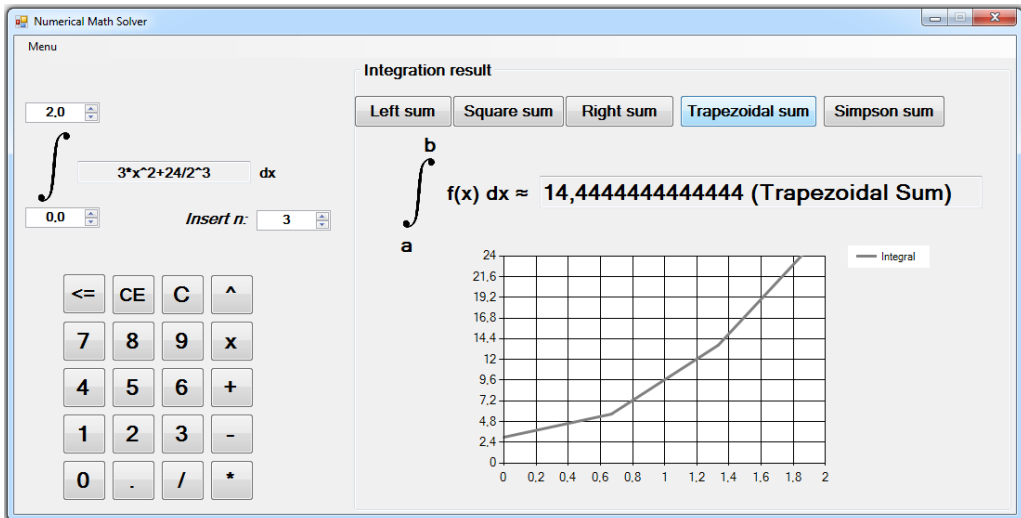 Numerical Math Solver
Menu
2,0
∫
3*x^2+24/2^3 dx
0,0
Insert n: 3
<= CE C ^
7 8 9 x
4 5 6 +
1 2 3 -
0 . / *
Integration result
Left sum Square sum Right sum Trapezoidal sum Simpson sum
b
∫ f(x) dx ≈ 14,4444444444444 (Trapezoidal Sum)
a
24
21,6
19,2
16,8
14,4
12
9,6
7,2
4,8
2,4
0
0 0,2 0,4 0,6 0,8 1 1,2 1,4 1,6 1,8 2
Integral